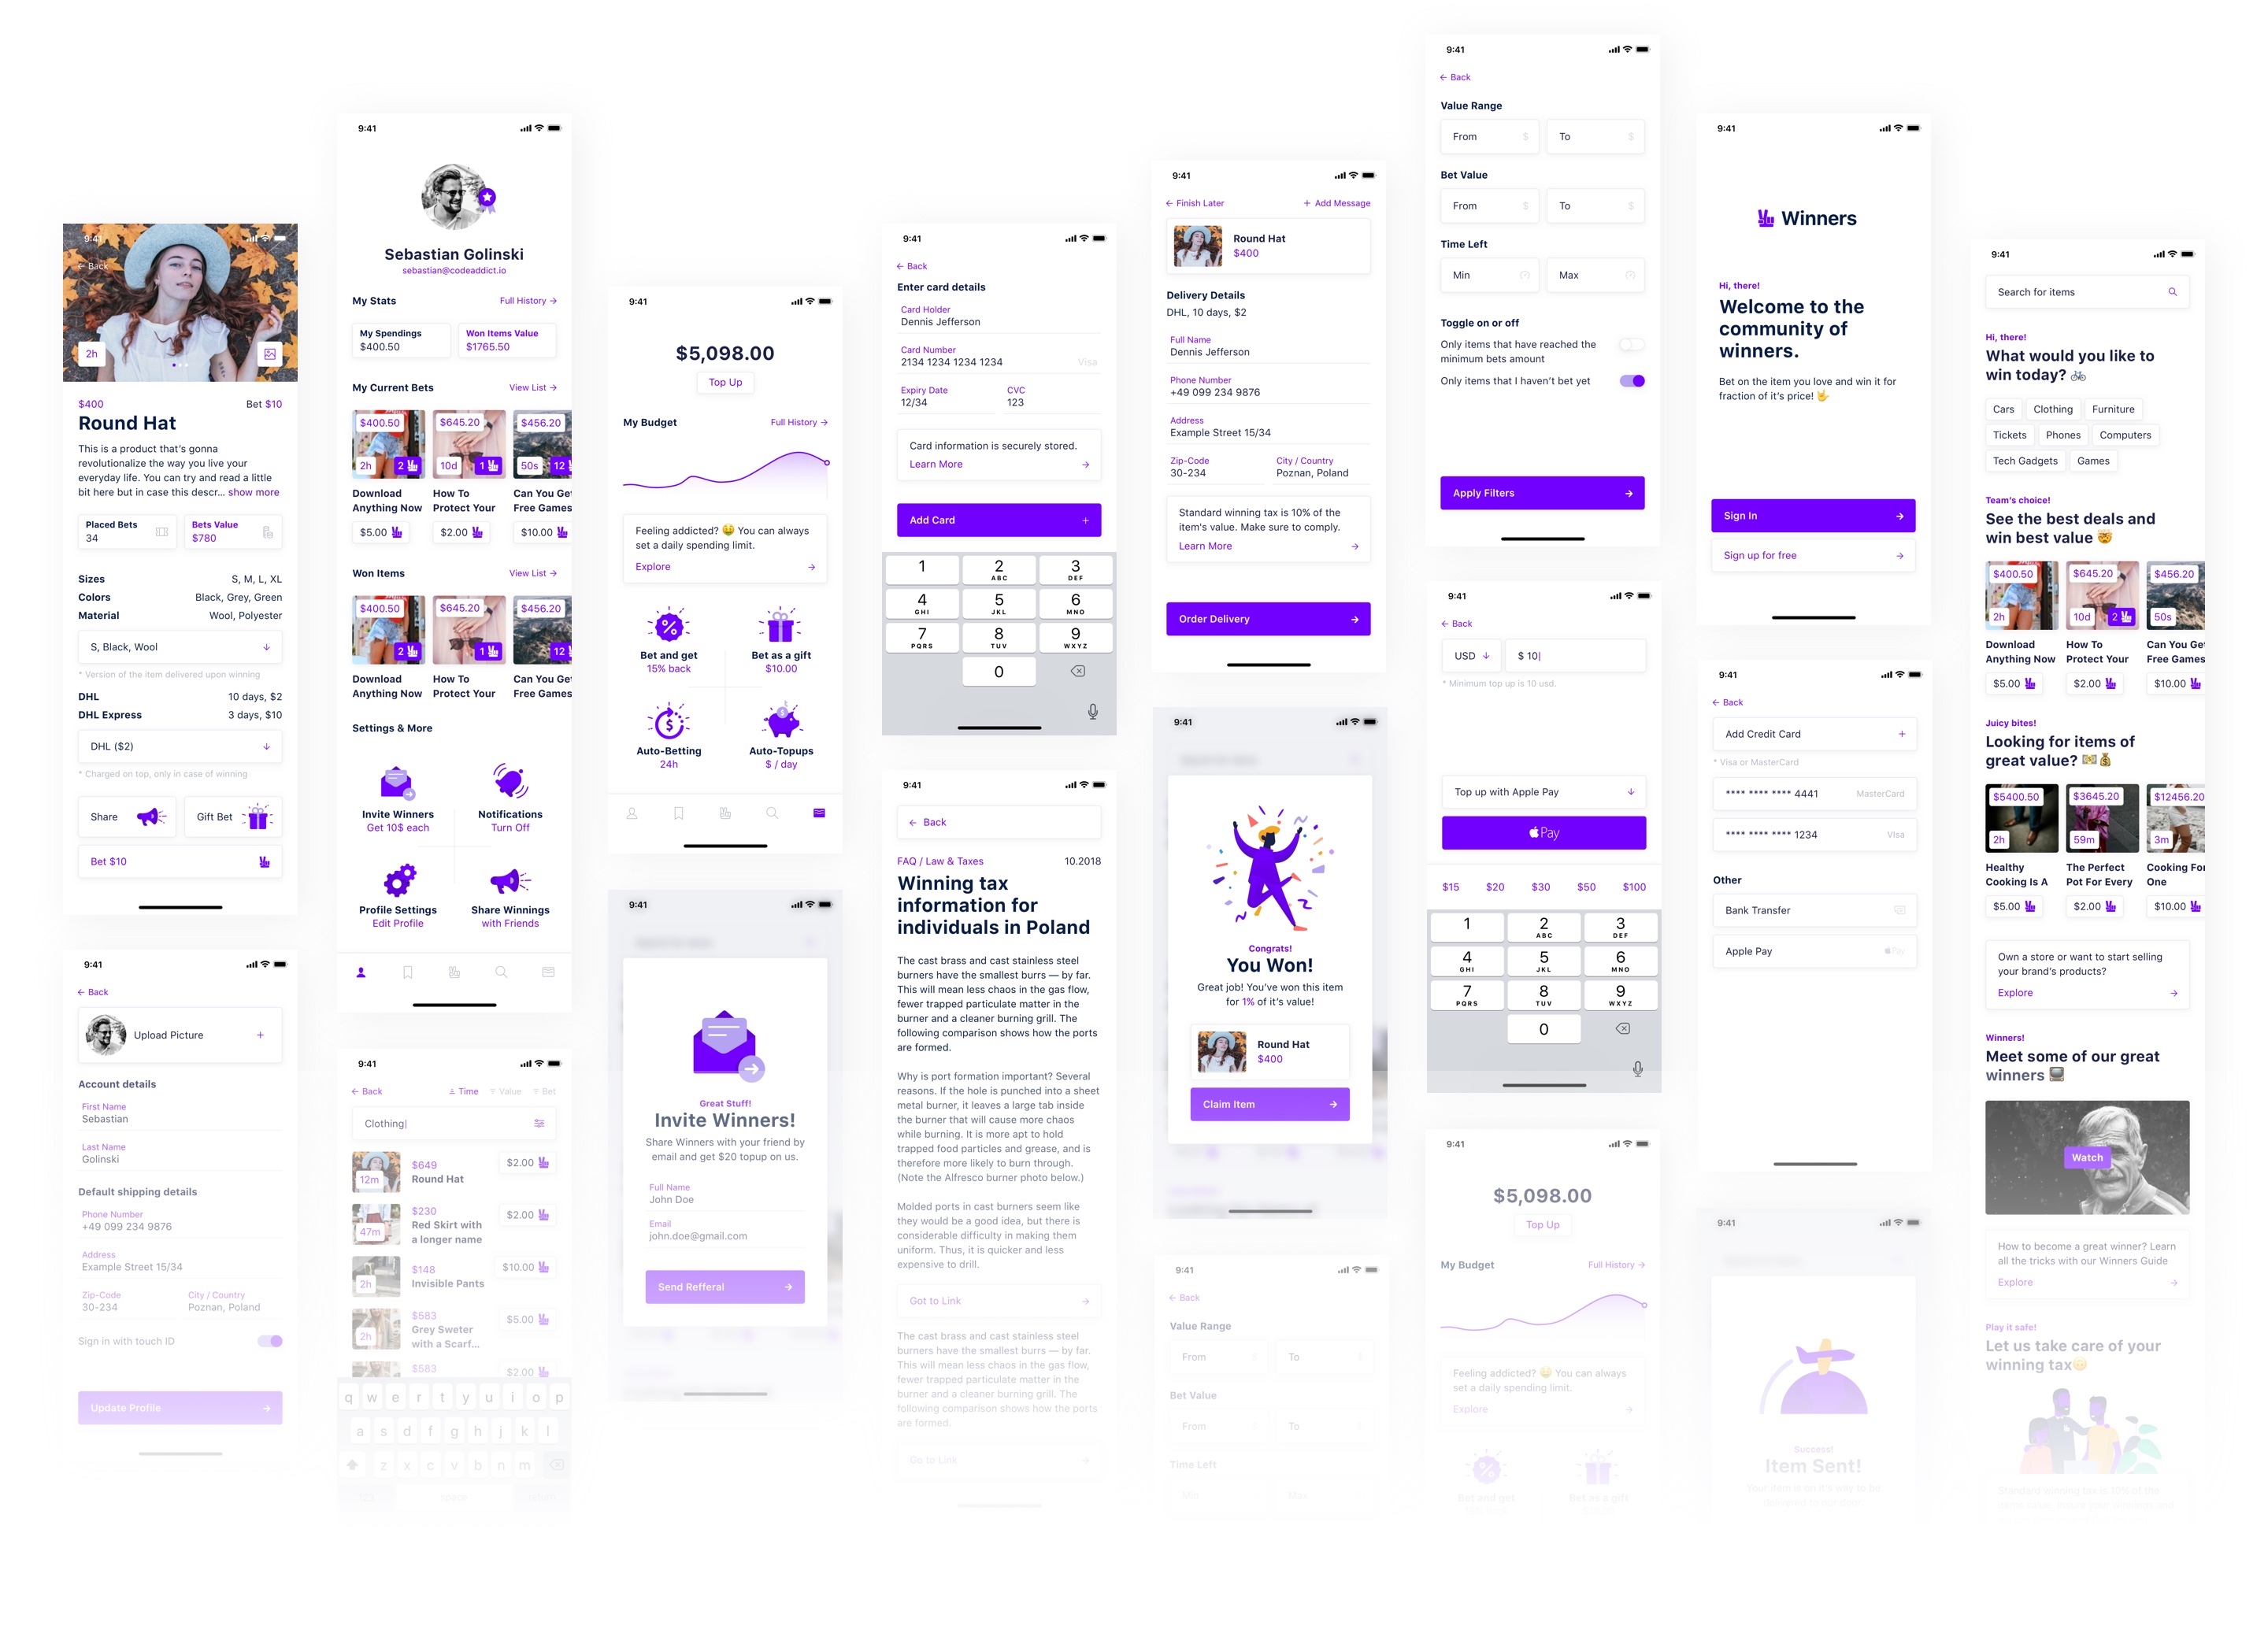 9:41
← Back
2h
$400
Bet $10
Round Hat
This is a product that's gonna
revolutionalize the way you live your
everyday life. You can try and read a little
bit here but in case this descr... show more
Placed Bets
34
Bets Value
$780
Sizes
S, M, L, XL
Colors
Black, Grey, Green
Material
Wool, Polyester
S, Black, Wool
* Version of the item delivered upon winning
DHL
10 days, $2
DHL Express
3 days, $10
DHL ($2)
* Charged on top, only in case of winning
Share
Gift Bet
Bet $10
9:41
← Back
Upload Picture
+
Account details
First Name
Sebastian
Last Name
Golinski
Default shipping details
Phone Number
+49 099 234 9876
Address
Example Street 15/34
Zip-Code
30-234
City / Country
Poznan, Poland
Sign in with touch ID
Update Profile
9:41
Sebastian Golinski
sebastian@codeaddict.io
My Stats
Full History →
My Spendings
$400.50
Won Items Value
$1765.50
My Current Bets
View List →
$400.50
2h
2
$645.20
10d
1
$456.20
50s
12
Download
Anything Now
How To
Protect Your
Can You Get
Free Games
$5.00
$2.00
$10.00
Won Items
View List →
$400.50
2
$645.20
1
$456.20
12
Download
Anything Now
How To
Protect Your
Can You Get
Free Games
Settings & More
Invite Winners
Get 10$ each
Notifications
Turn Off
Profile Settings
Edit Profile
Share Winnings
with Friends
9:41
← Back
Time
Value
Bet
Clothing
12m
$649
Round Hat
$2.00
47m
$230
Red Skirt with
a longer name
$2.00
2h
$148
Invisible Pants
$10.00
2h
$583
Grey Sweter
with a Scarf...
$5.00
$583
$2.00
q w e r t y u i o p
a s d f g h j k l
z x c v b n m
9:41
$5,098.00
Top Up
My Budget
Full History →
Feeling addicted? 🤑 You can always
set a daily spending limit.
Explore
Bet and get
15% back
Bet as a gift
$10.00
Auto-Betting
24h
Auto-Topups
$ / day
9:41
Great Stuff!
Invite Winners!
Share Winners with your friend by
email and get $20 topup on us.
Full Name
John Doe
Email
john.doe@gmail.com
Send Refferal
9:41
← Back
Enter card details
Card Holder
Dennis Jefferson
Card Number
2134 1234 1234 1234
Visa
Expiry Date
12/34
CVC
123
Card information is securely stored.
Learn More
Add Card
+
1
2 ABC
3 DEF
4 GHI
5 JKL
6 MNO
7 PQRS
8 TUV
9 WXYZ
0
9:41
← Back
FAQ / Law & Taxes
10.2018
Winning tax
information for
individuals in Poland
The cast brass and cast stainless steel
burners have the smallest burrs — by far.
This will mean less chaos in the gas flow,
fewer trapped particulate matter in the
burner and a cleaner burning grill. The
following comparison shows how the ports
are formed.
Why is port formation important? Several
reasons. If the hole is punched into a sheet
metal burner, it leaves a large tab inside
the burner that will cause more chaos
while burning. It is more apt to hold
trapped food particles and grease, and is
therefore more likely to burn through.
(Note the Alfresco burner photo below.)
Molded ports in cast burners seem like
they would be a good idea, but there is
considerable difficulty in making them
uniform. Thus, it is quicker and less
expensive to drill.
Got to Link
The cast brass and cast stainless steel
burners have the smallest burrs — by far.
This will mean less chaos in the gas flow,
fewer trapped particulate matter in the
burner and a cleaner burning grill. The
following comparison shows how the ports
are formed.
Go to Link
9:41
← Finish Later
+ Add Message
Round Hat
$400
Delivery Details
DHL, 10 days, $2
Full Name
Dennis Jefferson
Phone Number
+49 099 234 9876
Address
Example Street 15/34
Zip-Code
30-234
City / Country
Poznan, Poland
Standard winning tax is 10% of the
item's value. Make sure to comply.
Learn More
Order Delivery
9:41
Congrats!
You Won!
Great job! You've won this item
for 1% of it's value!
Round Hat
$400
Claim Item
9:41
← Back
Value Range
From
To
Bet Value
From
To
Time Left
Min
Max
9:41
← Back
Value Range
From $
To $
Bet Value
From $
To $
Time Left
Min
Max
Toggle on or off
Only items that have reached the
minimum bets amount
Only items that I haven't bet yet
Apply Filters
9:41
← Back
USD
$ 10
* Minimum top up is 10 usd.
Top up with Apple Pay
Pay
$15 $20 $30 $50 $100
1
2 ABC
3 DEF
4 GHI
5 JKL
6 MNO
7 PQRS
8 TUV
9 WXYZ
0
9:41
$5,098.00
Top Up
My Budget
Full History →
Feeling addicted? 🤑 You can always
set a daily spending limit.
Explore
Bet and get
Bet as a gift
9:41
Winners
Hi, there!
Welcome to the
community of
winners.
Bet on the item you love and win it for
fraction of it's price! 🤟
Sign In
Sign up for free
9:41
← Back
Add Credit Card
+
* Visa or MasterCard
**** **** **** 4441
MasterCard
**** **** **** 1234
Visa
Other
Bank Transfer
Apple Pay
Pay
9:41
Success!
Item Sent!
Your item is on it's way to be
9:41
Search for items
Hi, there!
What would you like to
win today? 🚲
Cars
Clothing
Furniture
Tickets
Phones
Computers
Tech Gadgets
Games
Team's choice!
See the best deals and
win best value 🤯
$400.50
2h
$645.20
10d
2
$456.20
50s
Download
Anything Now
How To
Protect Your
Can You Get
Free Games
$5.00
$2.00
$10.00
Juicy bites!
Looking for items of
great value? 💵💰
$5400.50
2h
$3645.20
59m
$12456.20
3m
Healthy
Cooking Is A
The Perfect
Pot For Every
Cooking For
One
$5.00
$2.00
$10.00
Own a store or want to start selling
your brand's products?
Explore
Winners!
Meet some of our great
winners 📺
Watch
How to become a great winner? Learn
all the tricks with our Winners Guide
Explore
Play it safe!
Let us take care of your
winning tax
Standard winning tax is 10% of the